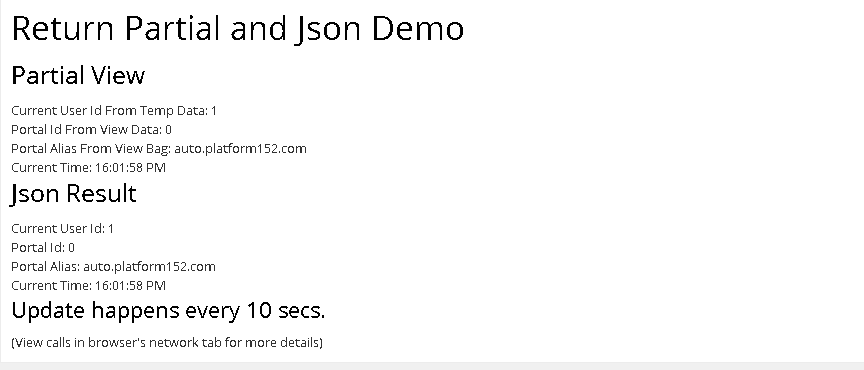 Return Partial and Json Demo
Partial View
Current User Id From Temp Data: 1
Portal Id From View Data: 0
Portal Alias From View Bag: auto.platform152.com
Current Time: 16:01:58 PM
Json Result
Current User Id: 1
Portal Id: 0
Portal Alias: auto.platform152.com
Current Time: 16:01:58 PM
Update happens every 10 secs.
(View calls in browser's network tab for more details)